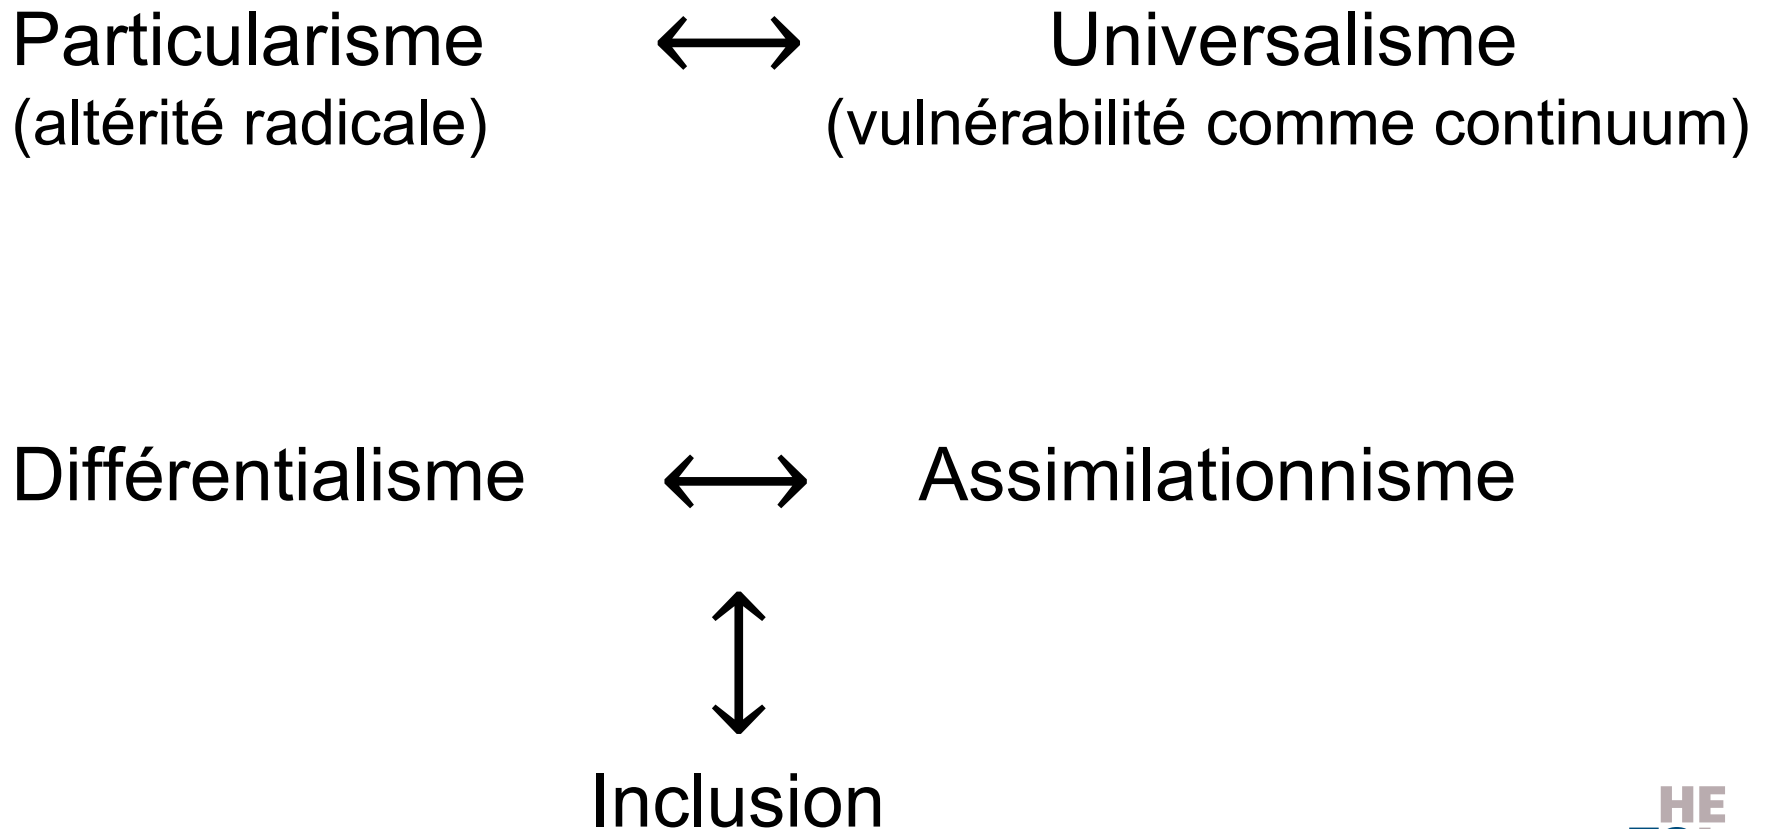 Particularisme ↔ Universalisme
(altérité radicale) (vulnérabilité comme continuum)
Différentialisme ↔ Assimilationnisme
↕
Inclusion
HE